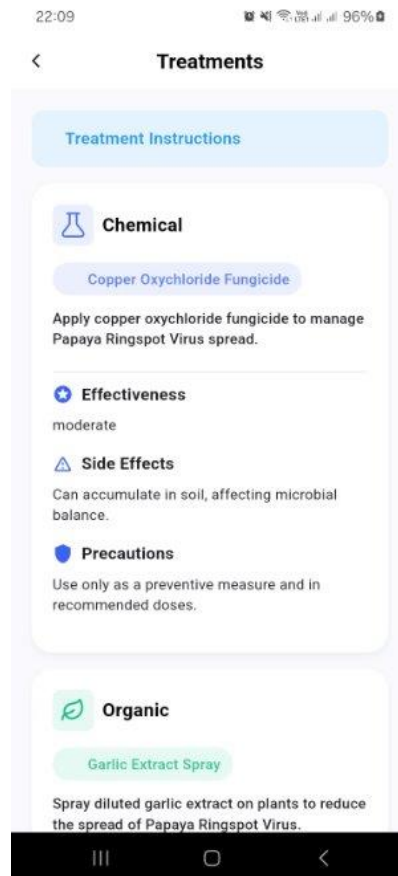 22:09
96%
Treatments
Treatment Instructions
Chemical
Copper Oxychloride Fungicide
Apply copper oxychloride fungicide to manage
Papaya Ringspot Virus spread.
Effectiveness
moderate
Side Effects
Can accumulate in soil, affecting microbial
balance.
Precautions
Use only as a preventive measure and in
recommended doses.
Organic
Garlic Extract Spray
Spray diluted garlic extract on plants to reduce
the spread of Papaya Ringspot Virus.